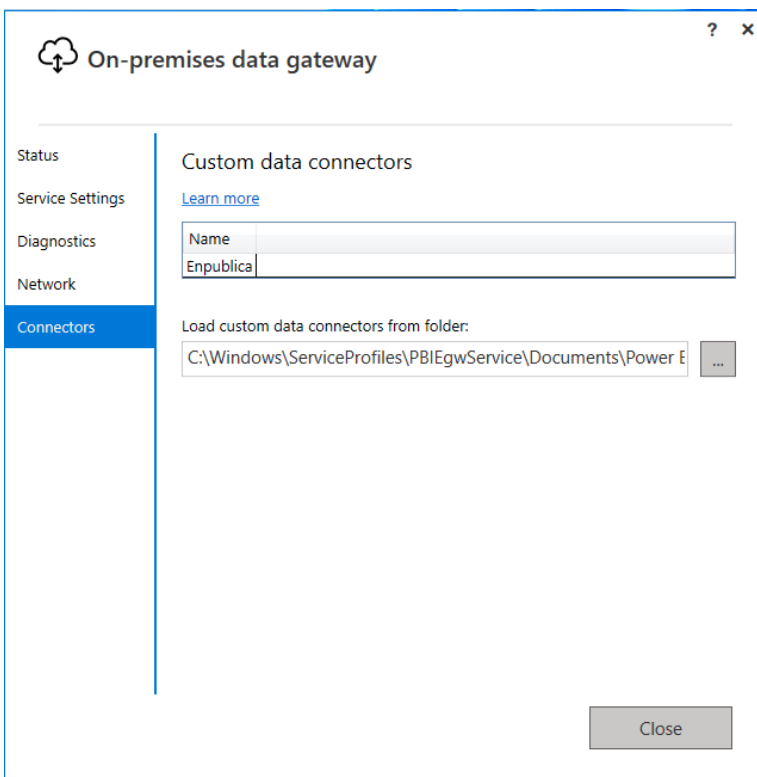 ? ×
On-premises data gateway
Status
Service Settings
Diagnostics
Network
Connectors
Custom data connectors
Learn more
Name
Enpublica
Load custom data connectors from folder:
C:\Windows\ServiceProfiles\PBIEgwService\Documents\Power
...
Close